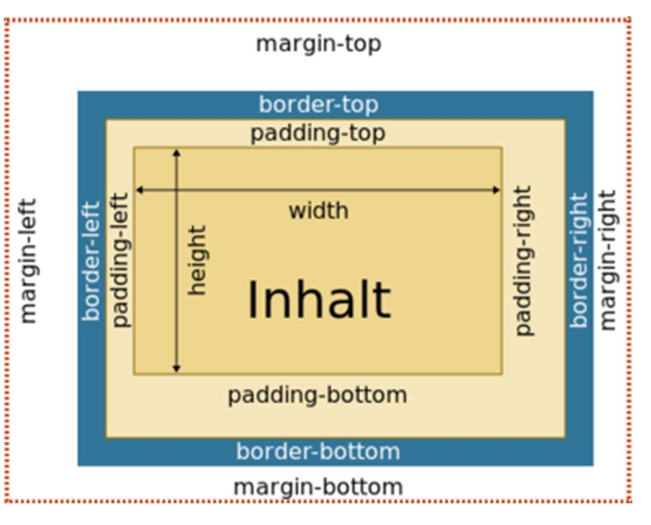 margin-top
border-top
padding-top
margin-left
border-left
padding-left
height
width
Inhalt
padding-right
border-right
margin-right
padding-bottom
border-bottom
margin-bottom